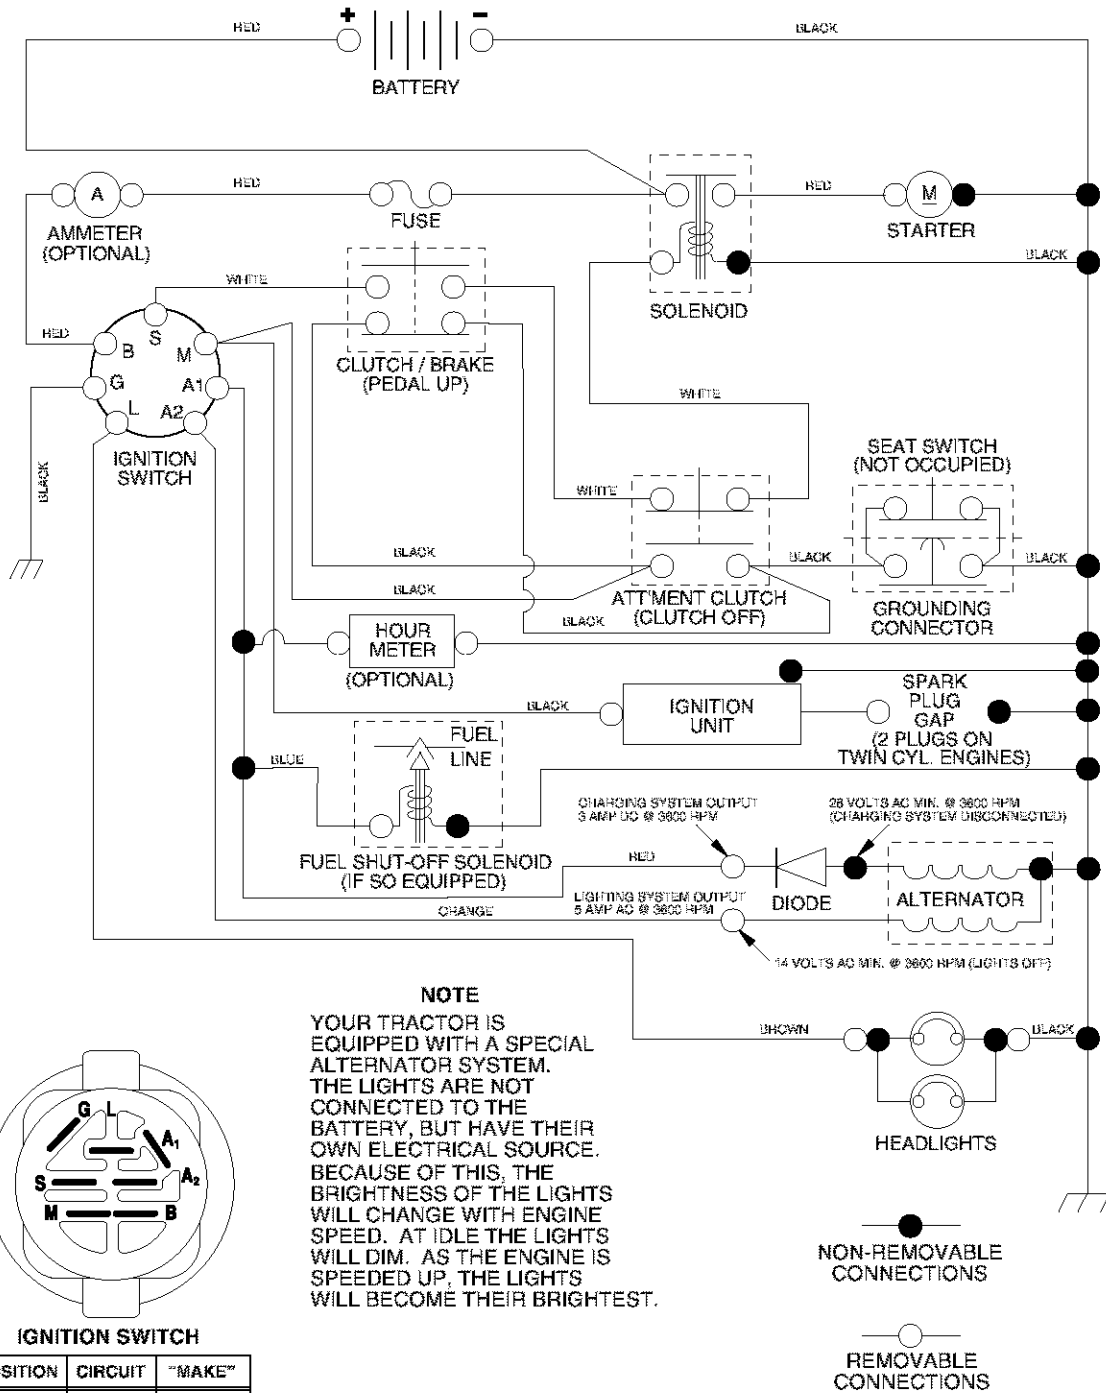 + -
RED
BLACK
BATTERY
A
RED
FUSE
RED
M
STARTER
AMMETER
(OPTIONAL)
BLACK
SOLENOID
WHITE
RED
S
B
M
G
A1
L
A2
IGNITION
SWITCH
CLUTCH / BRAKE
(PEDAL UP)
WHITE
BLACK
SEAT SWITCH
(NOT OCCUPIED)
WHITE
BLACK
BLACK
BLACK
BLACK
ATT'MENT CLUTCH
(CLUTCH OFF)
GROUNDING
CONNECTOR
BLACK
HOUR
METER
(OPTIONAL)
BLACK
IGNITION
UNIT
SPARK
PLUG
GAP
(2 PLUGS ON
TWIN CYL. ENGINES)
BLUE
FUEL
LINE
FUEL SHUT-OFF SOLENOID
(IF SO EQUIPPED)
CHARGING SYSTEM OUTPUT
3 AMP DC @ 3600 RPM
28 VOLTS AC MIN. @ 3600 RPM
(CHARGING SYSTEM DISCONNECTED)
RED
DIODE
ALTERNATOR
LIGHTING SYSTEM OUTPUT
5 AMP AC @ 3600 RPM
ORANGE
14 VOLTS AC MIN. @ 3600 RPM (LIGHTS OFF)
BROWN
BLACK
HEADLIGHTS
NOTE
YOUR TRACTOR IS
EQUIPPED WITH A SPECIAL
ALTERNATOR SYSTEM.
THE LIGHTS ARE NOT
CONNECTED TO THE
BATTERY, BUT HAVE THEIR
OWN ELECTRICAL SOURCE.
BECAUSE OF THIS, THE
BRIGHTNESS OF THE LIGHTS
WILL CHANGE WITH ENGINE
SPEED. AT IDLE THE LIGHTS
WILL DIM. AS THE ENGINE IS
SPEEDED UP, THE LIGHTS
WILL BECOME THEIR BRIGHTEST.
G L
A1
S
A2
M
B
IGNITION SWITCH
SITION CIRCUIT "MAKE"
NON-REMOVABLE
CONNECTIONS
REMOVABLE
CONNECTIONS